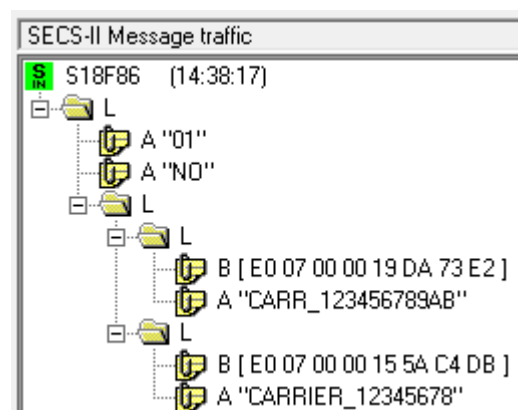 SECS-II Message traffic
S IN S18F86 (14:38:17)
L
A "01"
A "NO"
L
L
B [ E0 07 00 00 19 DA 73 E2 ]
A "CARR_123456789AB"
L
B [ E0 07 00 00 15 5A C4 DB ]
A "CARRIER_12345678"